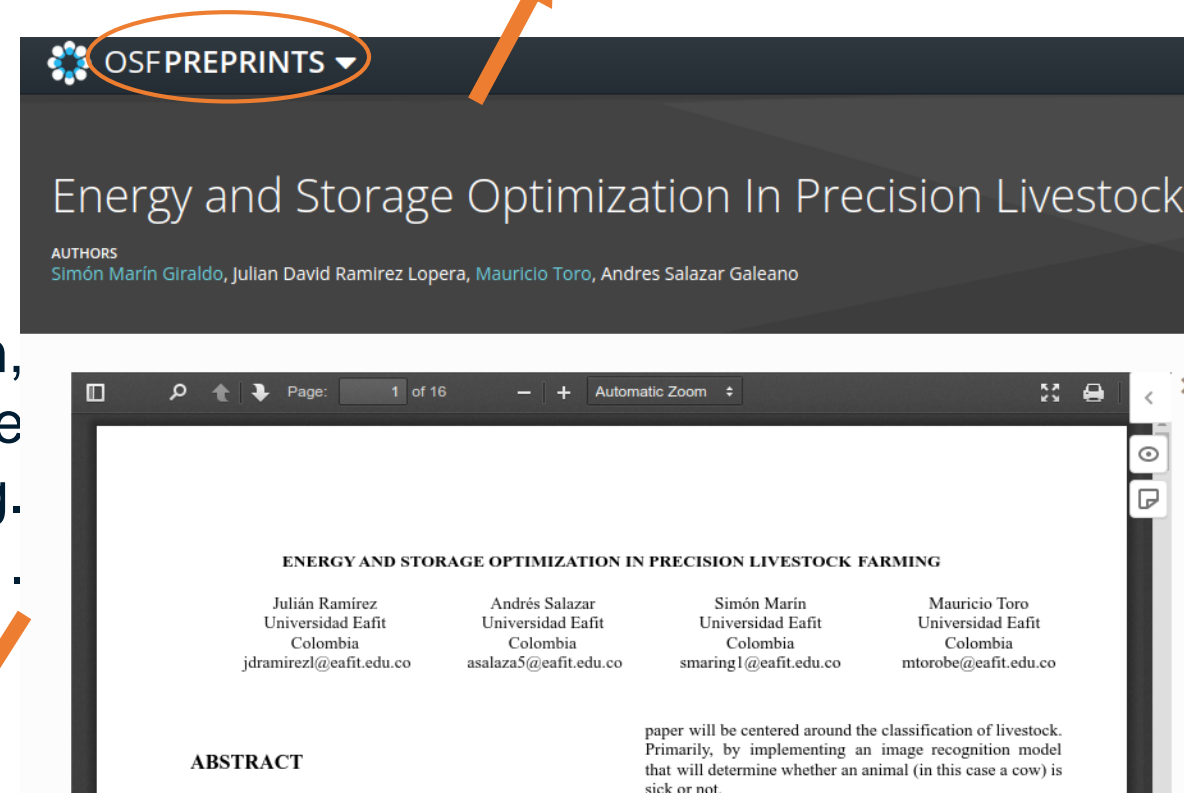 OSFPREPRINTS
Energy and Storage Optimization In Precision Livestock
AUTHORS
Simón Marín Giraldo, Julian David Ramirez Lopera, Mauricio Toro, Andres Salazar Galeano
Page: 1 of 16
Automatic Zoom
ENERGY AND STORAGE OPTIMIZATION IN PRECISION LIVESTOCK FARMING
Julián Ramírez
Universidad Eafit
Colombia
jdramirezl@eafit.edu.co
Andrés Salazar
Universidad Eafit
Colombia
asalaza5@eafit.edu.co
Simón Marín
Universidad Eafit
Colombia
smaring1@eafit.edu.co
Mauricio Toro
Universidad Eafit
Colombia
mtorobe@eafit.edu.co
ABSTRACT
paper will be centered around the classification of livestock.
Primarily, by implementing an image recognition model
that will determine whether an animal (in this case a cow) is
sick or not.